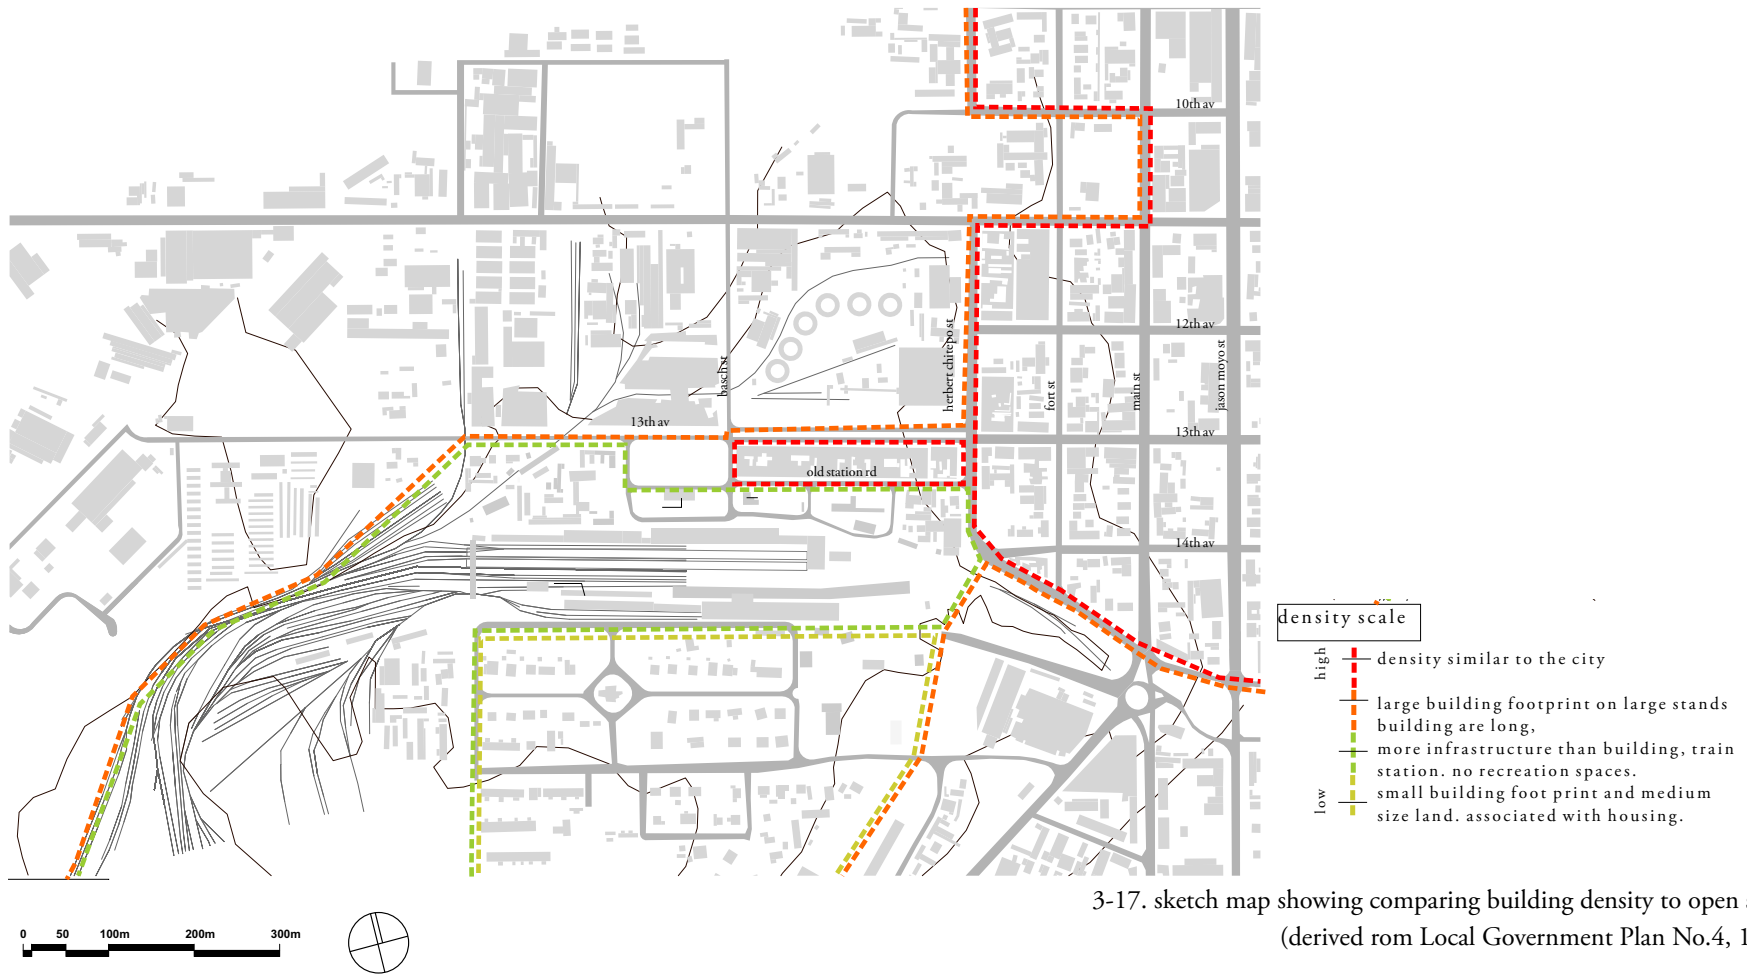 10th av
12th av
basch st
herbert chitepo st
fort st
main st
jason moyo st
13th av
13th av
old station rd
14th av
density scale
high
density similar to the city
large building footprint on large stands
building are long,
more infrastructure than building, train
station. no recreation spaces.
small building foot print and medium
low
size land. associated with housing.
3-17. sketch map showing comparing building density to open
(derived rom Local Government Plan No.4, 1
0 50 100m 200m 300m